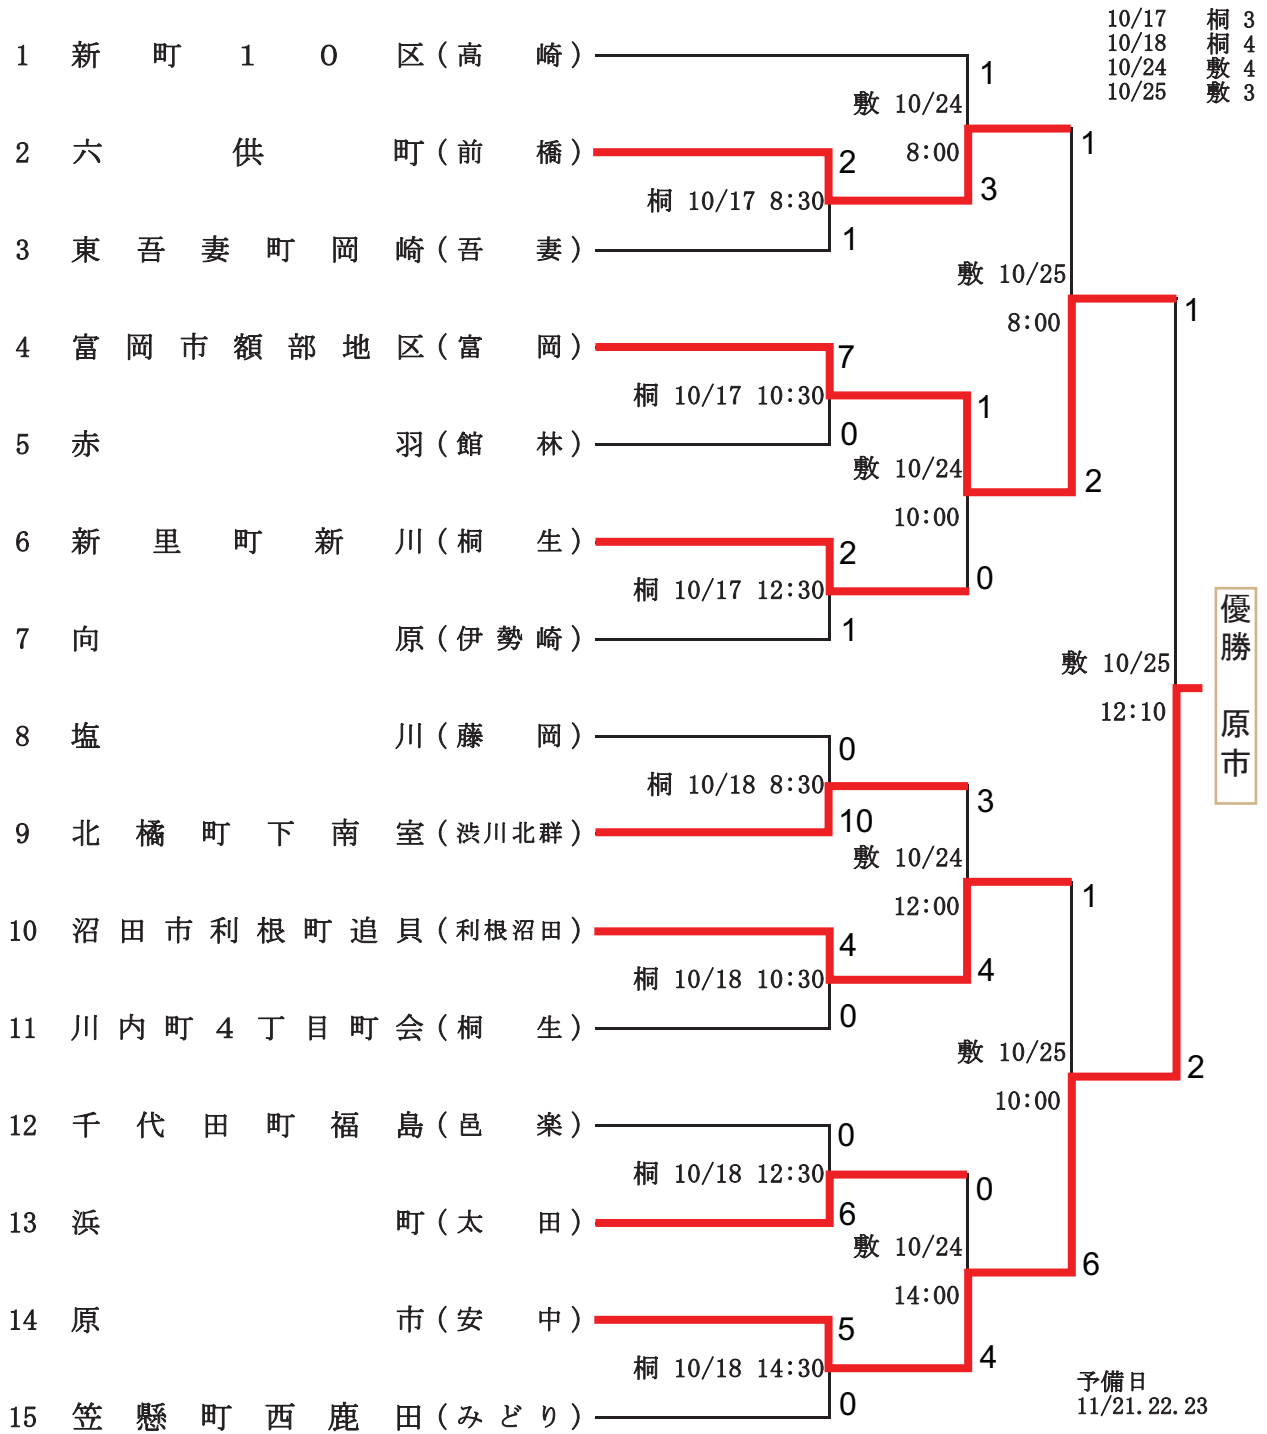 10/17 桐 3
10/18 桐 4
10/24 敷 4
10/25 敷 3
1 新町10区(高崎)
1
敷 10/24
8:00
2 六供町(前橋)
2
1
桐 10/17 8:30
3
3 東吾妻町岡崎(吾妻)
1
敷 10/25
8:00
1
4 富岡市額部地区(富岡)
7
桐 10/17 10:30
1
5 赤羽(館林)
0
敷 10/24
10:00
2
6 新里町新川(桐生)
2
桐 10/17 12:30
0
7 向原(伊勢崎)
1
敷 10/25
12:10
優勝 原市
8 塩川(藤岡)
0
桐 10/18 8:30
3
9 北橘町下南室(渋川北群)
10
敷 10/24
12:00
1
10 沼田市利根町追貝(利根沼田)
4
桐 10/18 10:30
4
11 川内町4丁目町会(桐生)
0
敷 10/25
10:00
2
12 千代田町福島(邑楽)
0
桐 10/18 12:30
0
13 浜町(太田)
6
敷 10/24
14:00
6
14 原市(安中)
5
桐 10/18 14:30
4
15 笠懸町西鹿田(みどり)
0
予備日
11/21.22.23